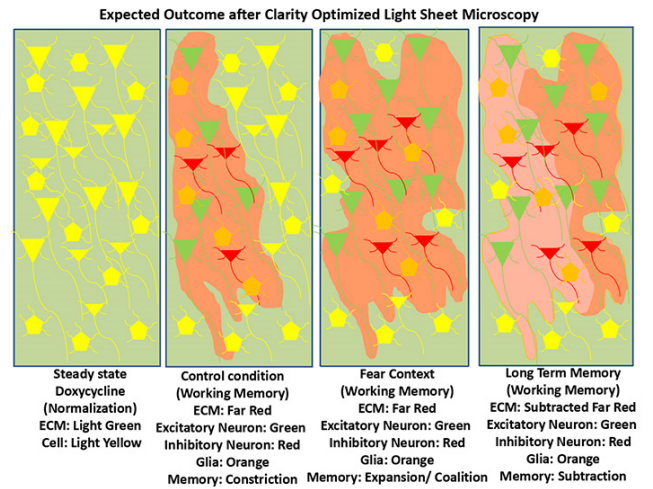 Expected Outcome after Clarity Optimized Light Sheet Microscopy
Steady state
Doxycycline
(Normalization)
ECM: Light Green
Cell: Light Yellow
Control condition
(Working Memory)
ECM: Far Red
Excitatory Neuron: Green
Inhibitory Neuron: Red
Glia: Orange
Memory: Constriction
Fear Context
(Working Memory)
ECM: Far Red
Excitatory Neuron: Green
Inhibitory Neuron: Red
Glia: Orange
Memory: Expansion/ Coalition
Long Term Memory
(Working Memory)
ECM: Subtracted Far Red
Excitatory Neuron: Green
Inhibitory Neuron: Red
Glia: Orange
Memory: Subtraction